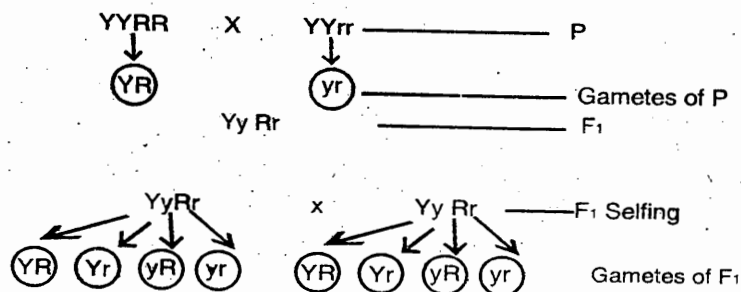 YYRR X YYrr P
YR yr Gametes of P
Yy Rr F1
YyRr x Yy Rr F1 Selfing
YR Yr yR yr YR Yr yR yr Gametes of F1